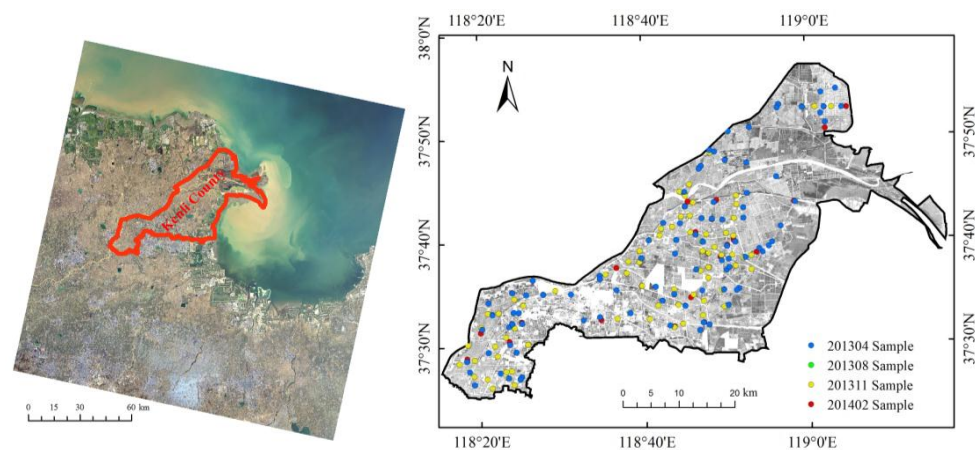 Kenli County
0 15 30 60 km
118°20'E 118°40'E 119°0'E
38°0'N
37°50'N
37°40'N
37°30'N
N
37°50'N
37°40'N
37°30'N
201304 Sample
201308 Sample
201311 Sample
201402 Sample
0 5 10 20 km
118°20'E 118°40'E 119°0'E